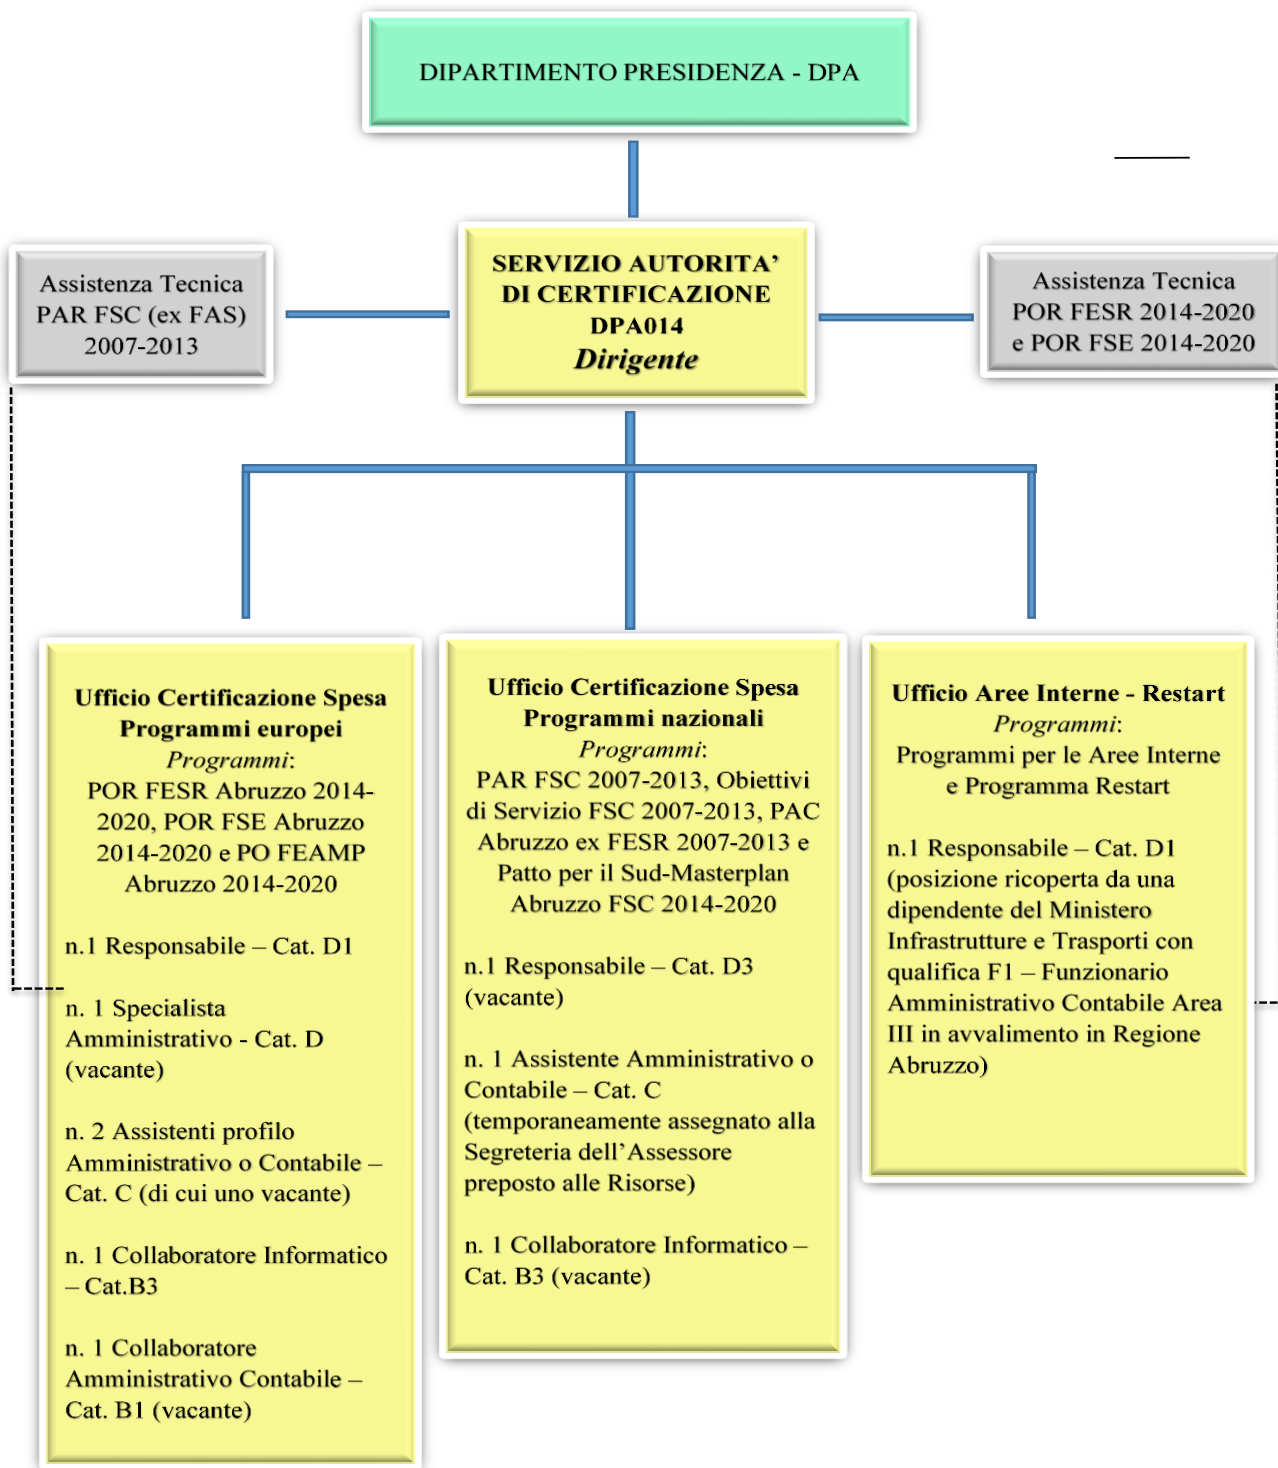 DIPARTIMENTO PRESIDENZA - DPA
Assistenza Tecnica
PAR FSC (ex FAS)
2007-2013
SERVIZIO AUTORITA’
DI CERTIFICAZIONE
DPA014
Dirigente
Assistenza Tecnica
POR FESR 2014-2020
e POR FSE 2014-2020
Ufficio Certificazione Spesa
Programmi europei
Programmi:
POR FESR Abruzzo 2014-
2020, POR FSE Abruzzo
2014-2020 e PO FEAMP
Abruzzo 2014-2020
n.1 Responsabile – Cat. D1
n. 1 Specialista
Amministrativo - Cat. D
(vacante)
n. 2 Assistenti profilo
Amministrativo o Contabile –
Cat. C (di cui uno vacante)
n. 1 Collaboratore Informatico
– Cat.B3
n. 1 Collaboratore
Amministrativo Contabile –
Cat. B1 (vacante)
Ufficio Certificazione Spesa
Programmi nazionali
Programmi:
PAR FSC 2007-2013, Obiettivi
di Servizio FSC 2007-2013, PAC
Abruzzo ex FESR 2007-2013 e
Patto per il Sud-Masterplan
Abruzzo FSC 2014-2020
n.1 Responsabile – Cat. D3
(vacante)
n. 1 Assistente Amministrativo o
Contabile – Cat. C
(temporaneamente assegnato alla
Segreteria dell’Assessore
preposto alle Risorse)
n. 1 Collaboratore Informatico –
Cat. B3 (vacante)
Ufficio Aree Interne - Restart
Programmi:
Programmi per le Aree Interne
e Programma Restart
n.1 Responsabile – Cat. D1
(posizione ricoperta da una
dipendente del Ministero
Infrastrutture e Trasporti con
qualifica F1 – Funzionario
Amministrativo Contabile Area
III in avvalimento in Regione
Abruzzo)